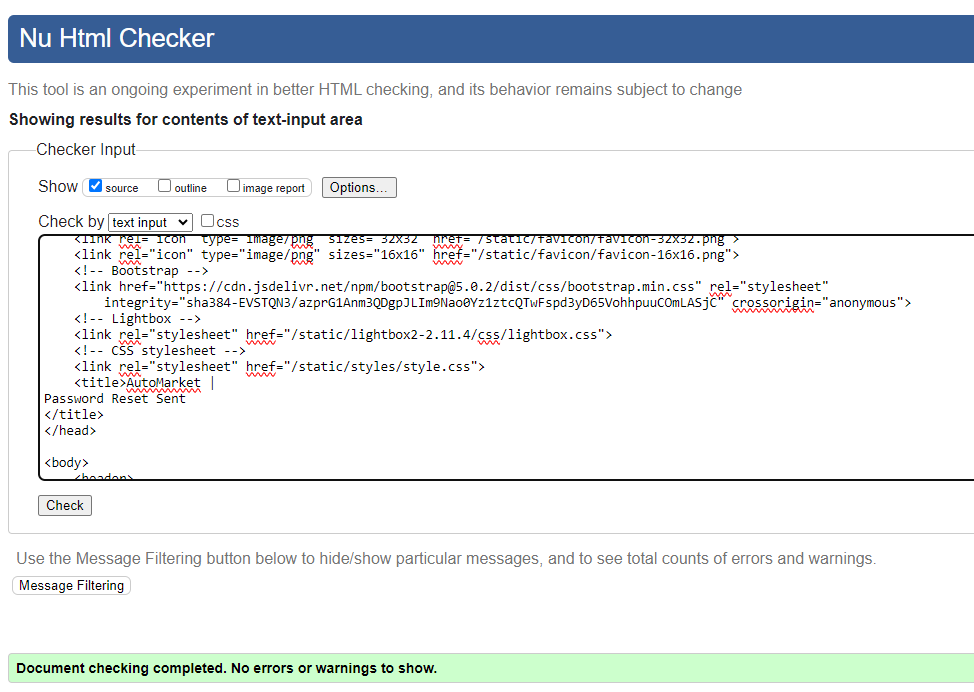 Nu Html Checker
This tool is an ongoing experiment in better HTML checking, and its behavior remains subject to change
Showing results for contents of text-input area
Checker Input
Show source outline image report Options...
Check by text input css
<link rel="icon" type="image/png" sizes="32x32" href="/static/favicon/favicon-32x32.png">
<link rel="icon" type="image/png" sizes="16x16" href="/static/favicon/favicon-16x16.png">
<!-- Bootstrap -->
<link href="https://cdn.jsdelivr.net/npm/bootstrap@5.0.2/dist/css/bootstrap.min.css" rel="stylesheet"
integrity="sha384-EVSTQN3/azprG1Anm3QDgpJLIm9Nao0Yz1ztcQTwFspd3yD65VohhpuuCOmLASjC" crossorigin="anonymous">
<!-- Lightbox -->
<link rel="stylesheet" href="/static/lightbox2-2.11.4/css/lightbox.css">
<!-- CSS stylesheet -->
<link rel="stylesheet" href="/static/styles/style.css">
<title>AutoMarket |
Password Reset Sent
</title>
</head>
<body>
<header>
Check
Use the Message Filtering button below to hide/show particular messages, and to see total counts of errors and warnings.
Message Filtering
Document checking completed. No errors or warnings to show.